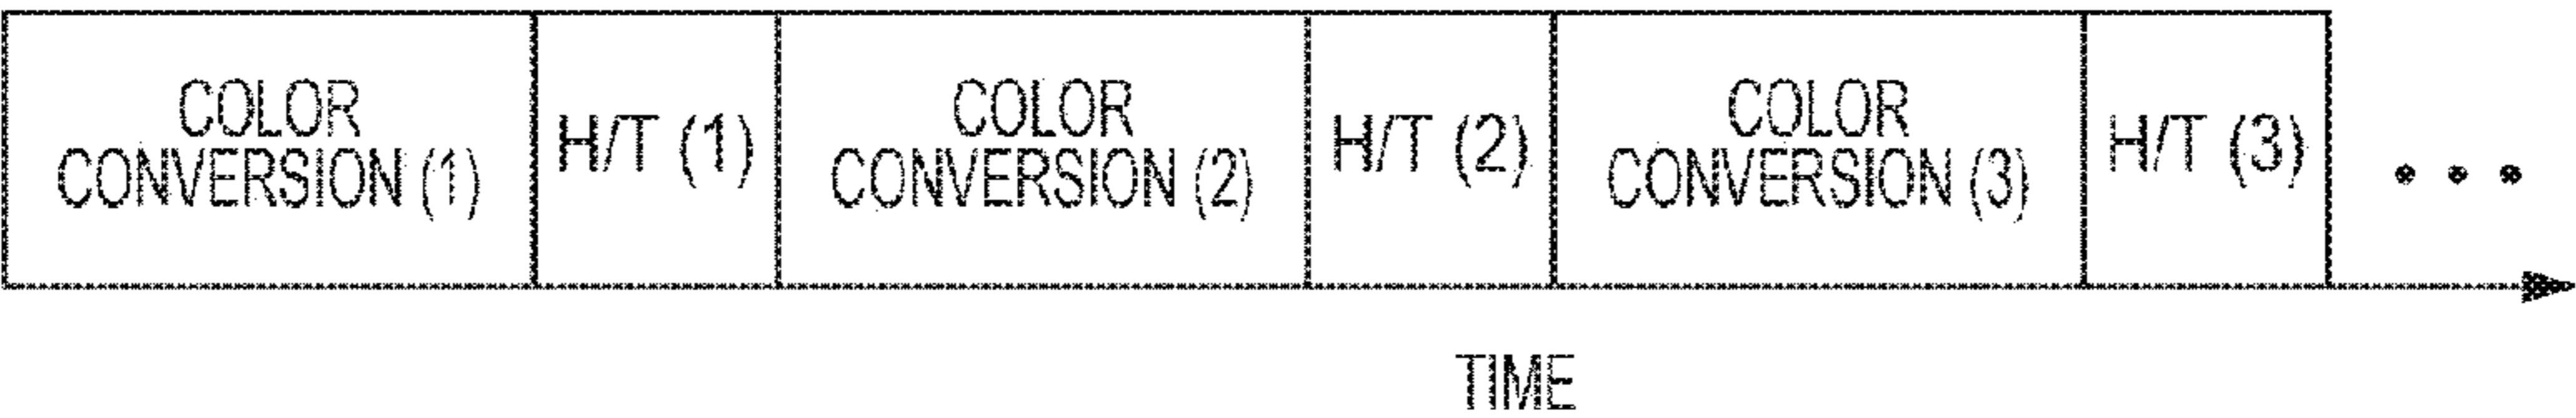 COLOR
CONVERSION (1)
H/T (1)
COLOR
CONVERSION (2)
H/T (2)
COLOR
CONVERSION (3)
H/T (3)
• • •
TIME